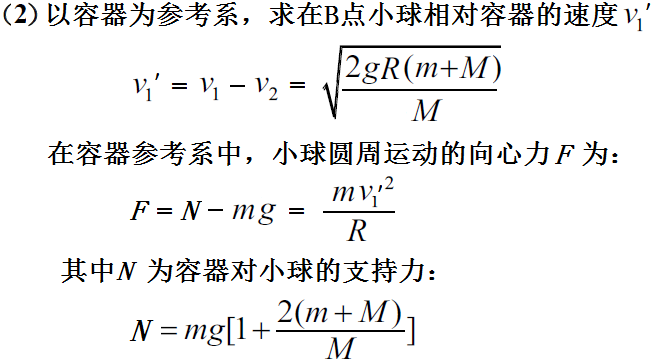 (2) 以容器为参考系，求在B点小球相对容器的速度 v₁′
v₁′ = v₁ − v₂ = √(2gR(m+M)/M)
在容器参考系中，小球圆周运动的向心力 F 为：
F = N − mg = mv₁′²/R
其中N 为容器对小球的支持力：
N = mg[1 + 2(m + M)/M]